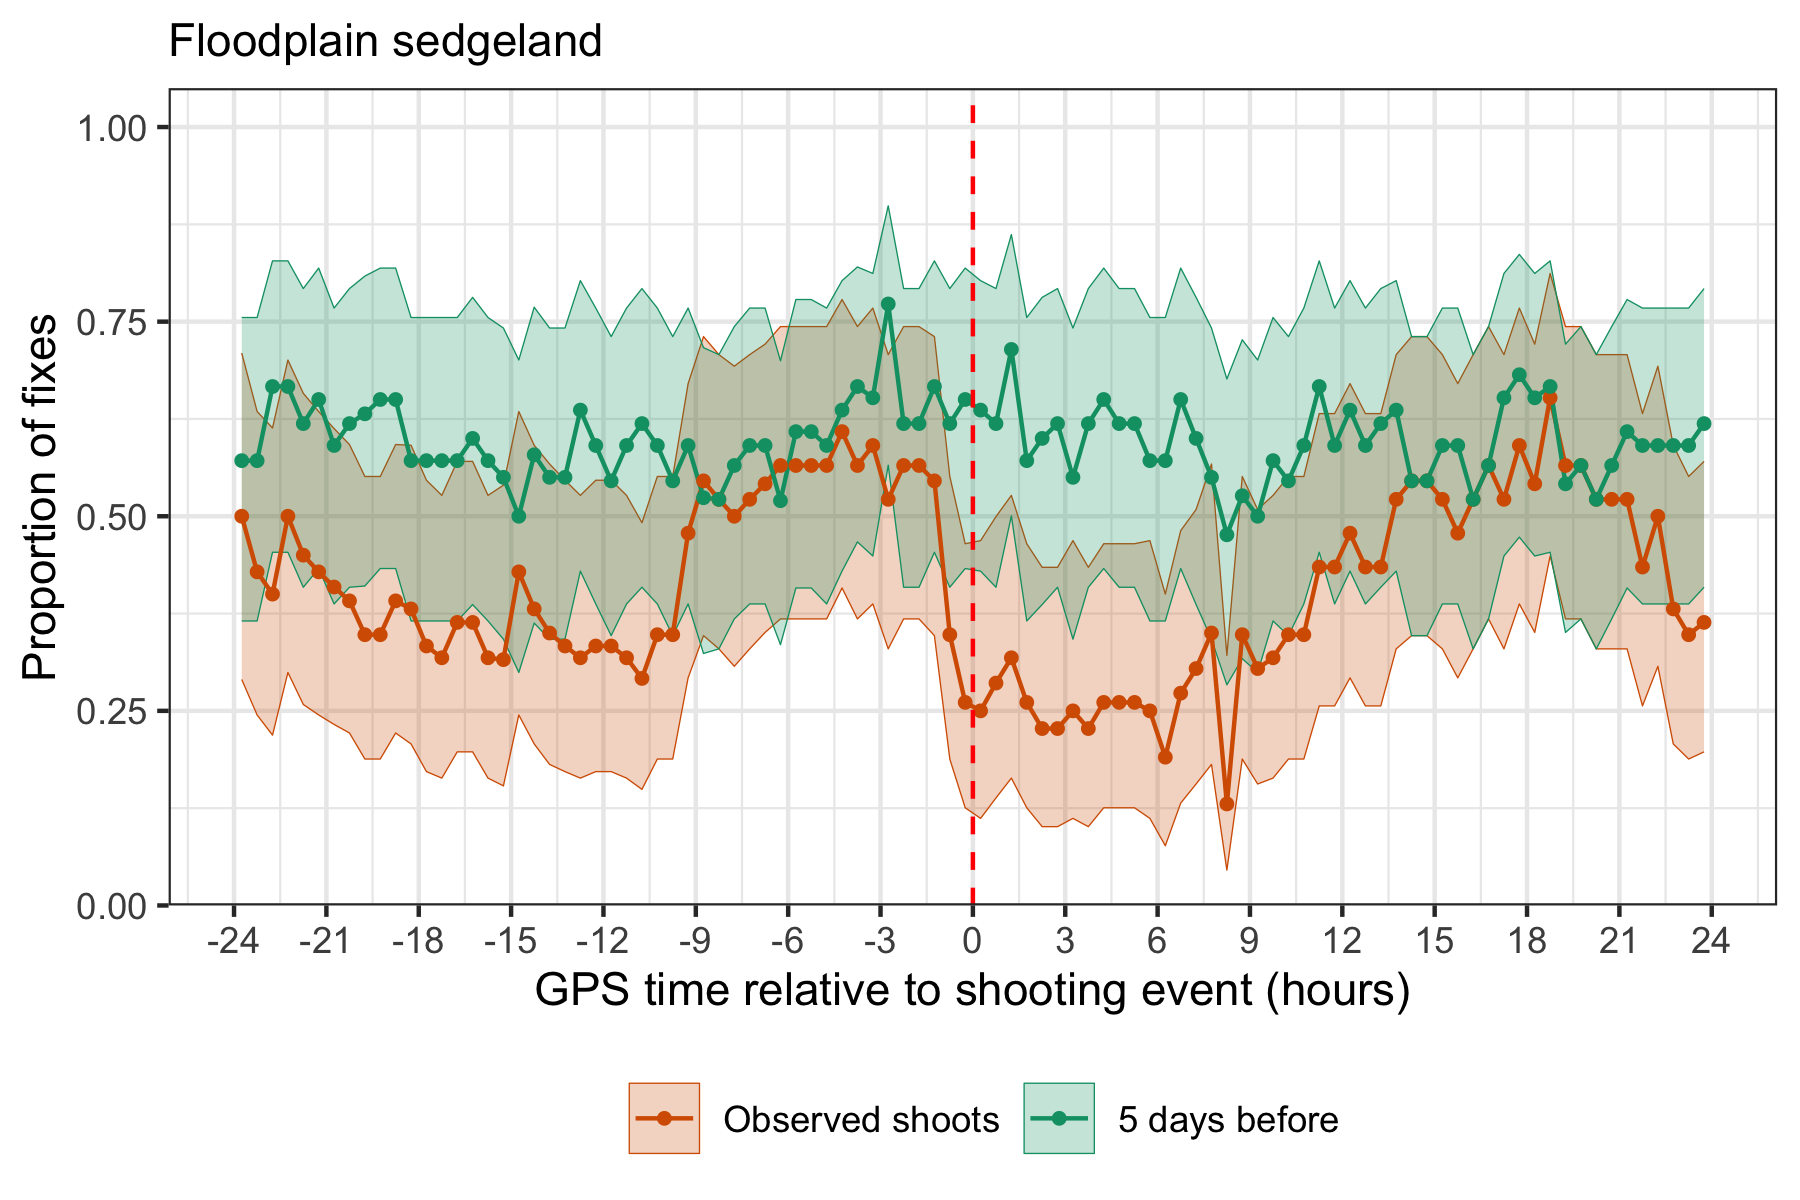 Floodplain sedgeland
Proportion of fixes
1.00
0.75
0.50
0.25
0.00
-24 -21 -18 -15 -12 -9 -6 -3 0 3 6 9 12 15 18 21 24
GPS time relative to shooting event (hours)
Observed shoots 5 days before